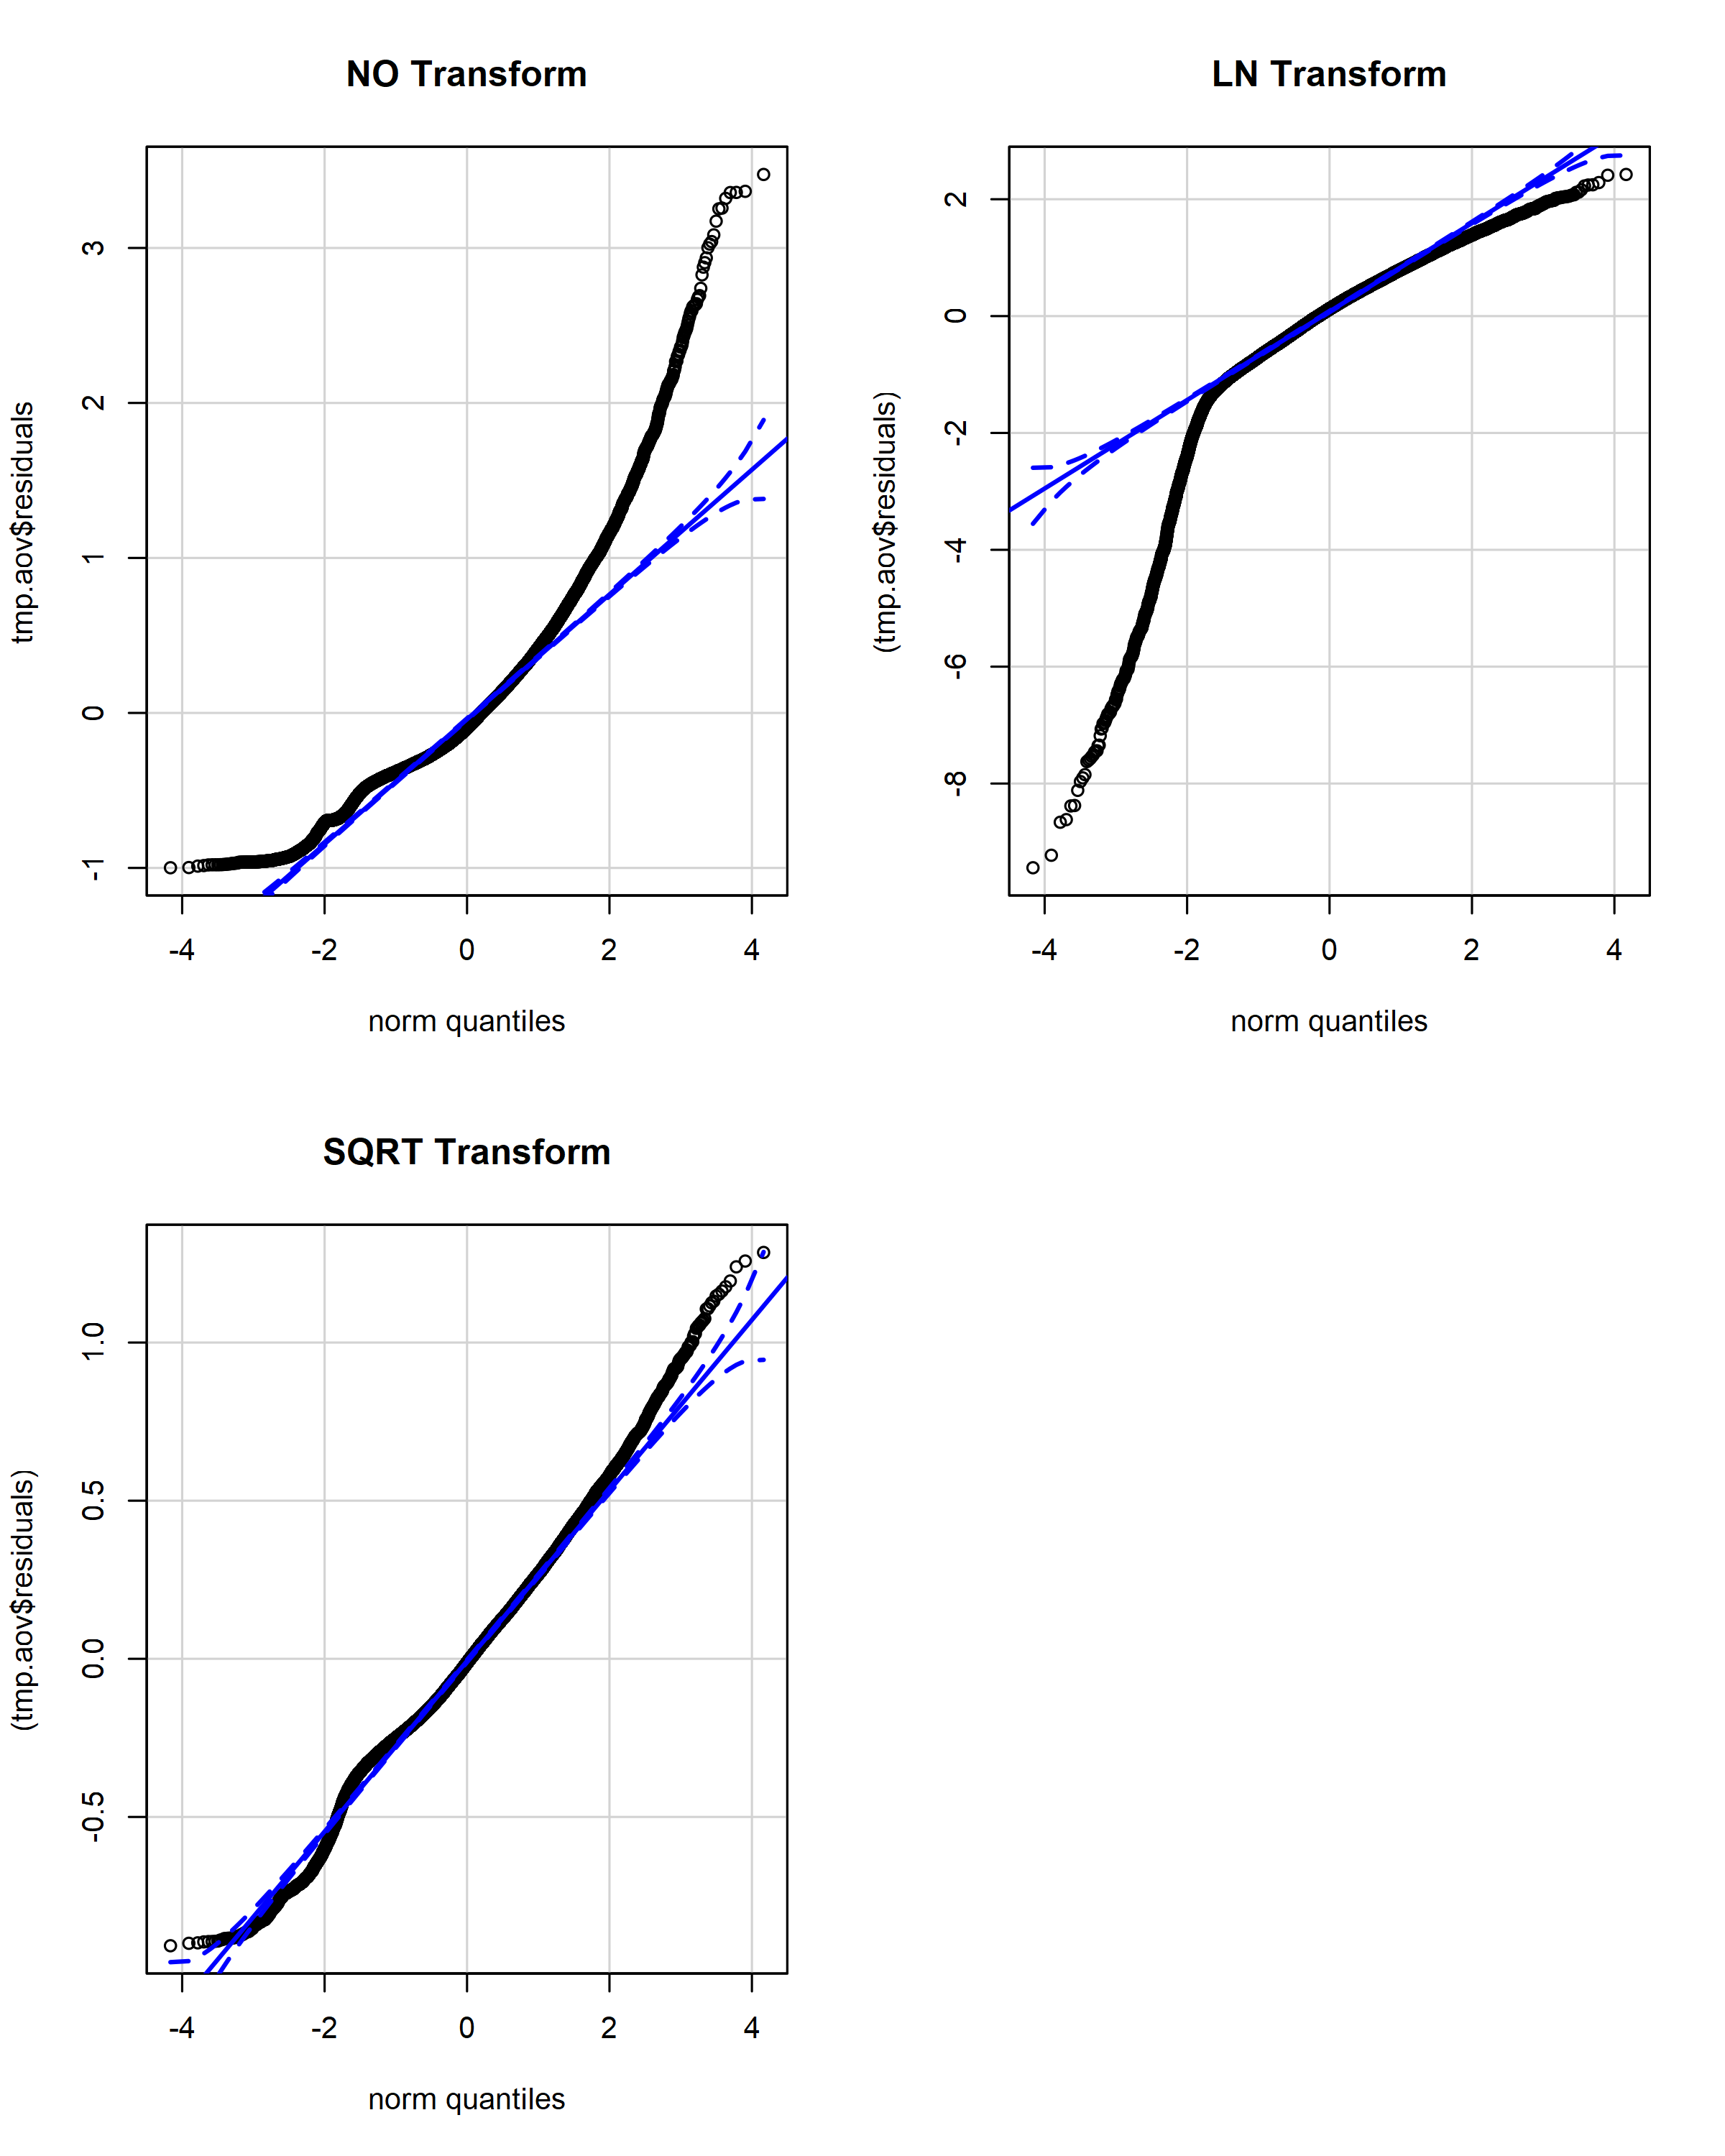 NO Transform
tmp.aov$residuals
3
2
1
0
-1
-4 -2 0 2 4
norm quantiles
LN Transform
(tmp.aov$residuals)
2
0
-2
-4
-6
-8
-4 -2 0 2 4
norm quantiles
SQRT Transform
(tmp.aov$residuals)
1.0
0.5
0.0
-0.5
-4 -2 0 2 4
norm quantiles